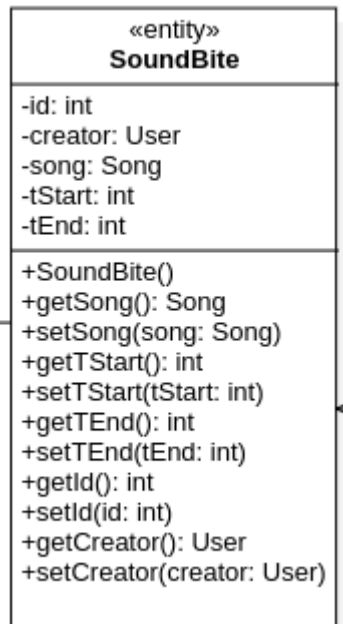 «entity»
SoundBite
-id: int
-creator: User
-song: Song
-tStart: int
-tEnd: int
+SoundBite()
+getSong(): Song
+setSong(song: Song)
+getTStart(): int
+setTStart(tStart: int)
+getTEnd(): int
+setTEnd(tEnd: int)
+getId(): int
+setId(id: int)
+getCreator(): User
+setCreator(creator: User)